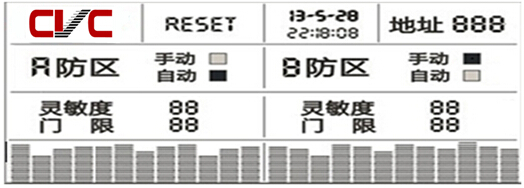 CVC RESET 13-5-28 地址 888
22:18:08
A防区 手动 B防区 手动
自动 自动
灵敏度 88 灵敏度 88
门 限 88 门 限 88